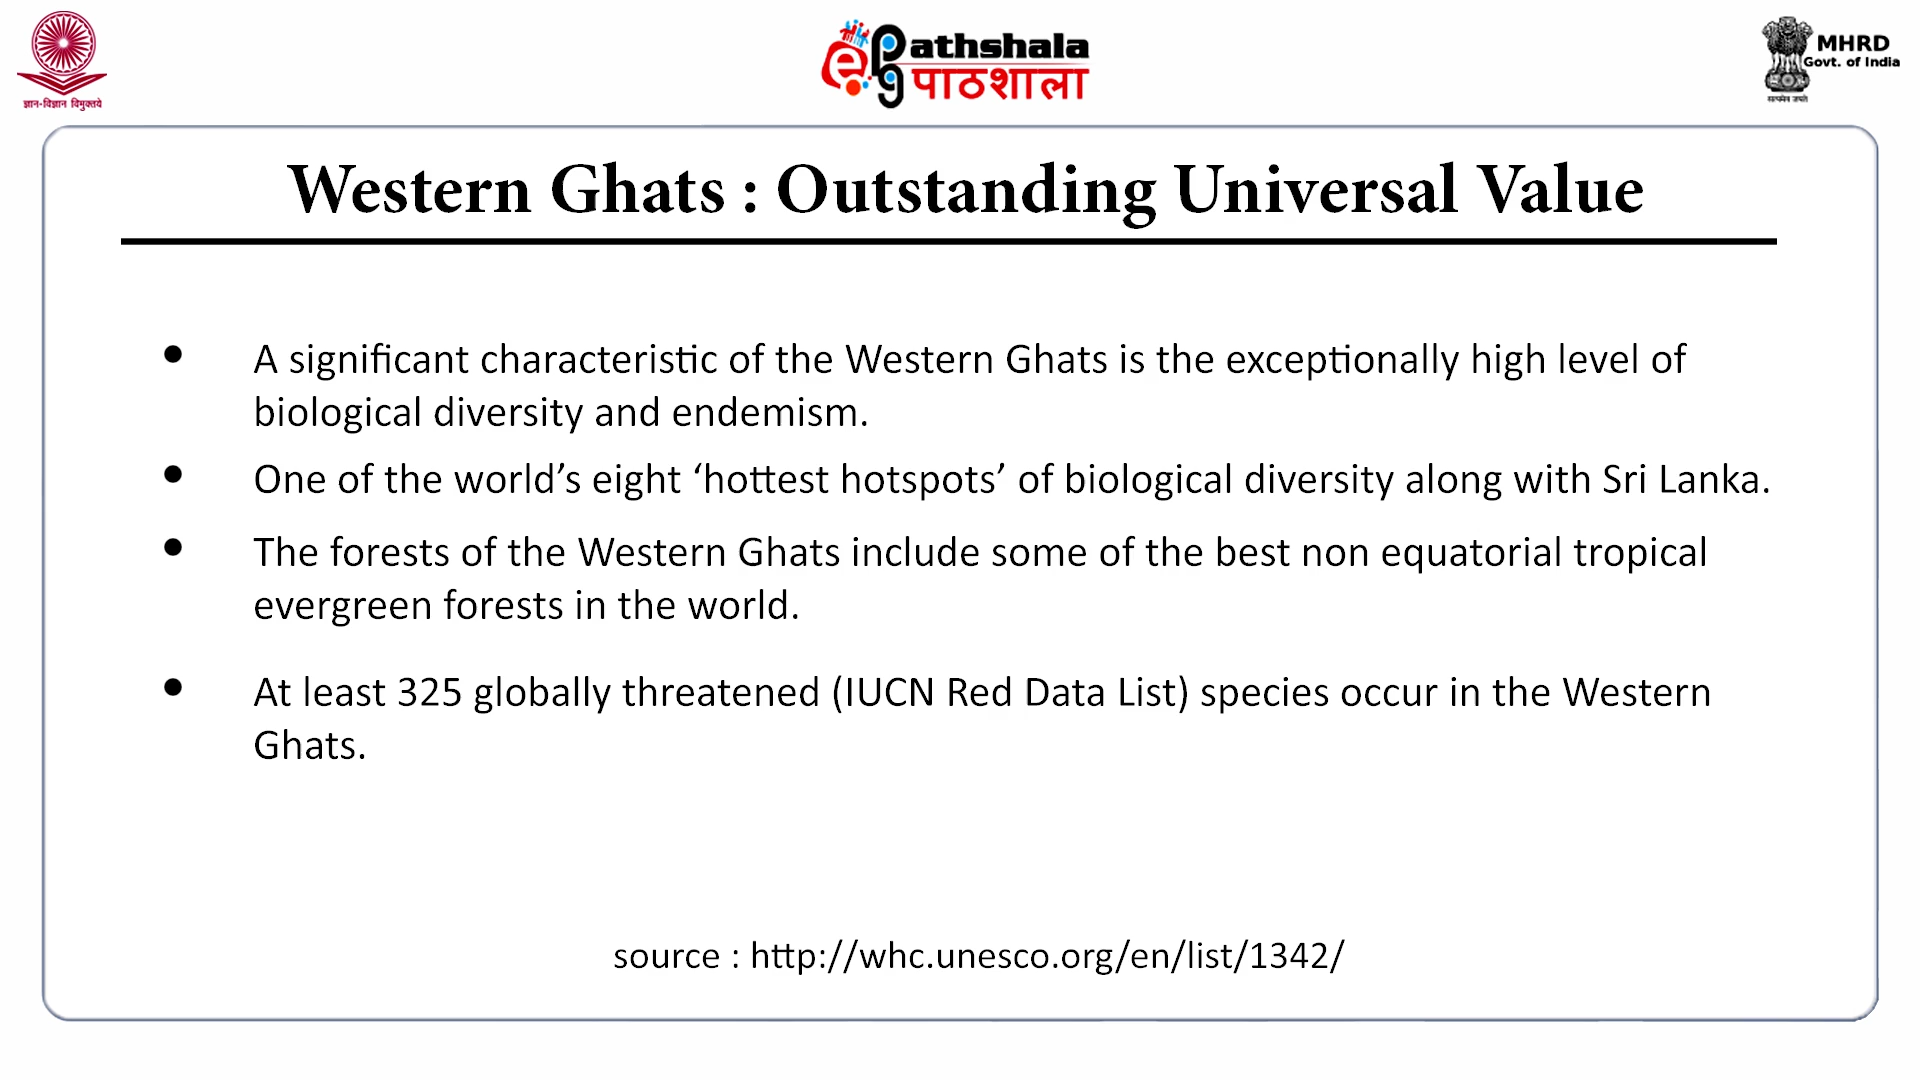 ज्ञान-विज्ञान विमुक्तये
e pg Pathshala
पाठशाला
MHRD
Govt. of India
सत्यमेव जयते
Western Ghats : Outstanding Universal Value
• A significant characteristic of the Western Ghats is the exceptionally high level of
biological diversity and endemism.
• One of the world’s eight ‘hottest hotspots’ of biological diversity along with Sri Lanka.
• The forests of the Western Ghats include some of the best non equatorial tropical
evergreen forests in the world.
• At least 325 globally threatened (IUCN Red Data List) species occur in the Western
Ghats.
source : http://whc.unesco.org/en/list/1342/